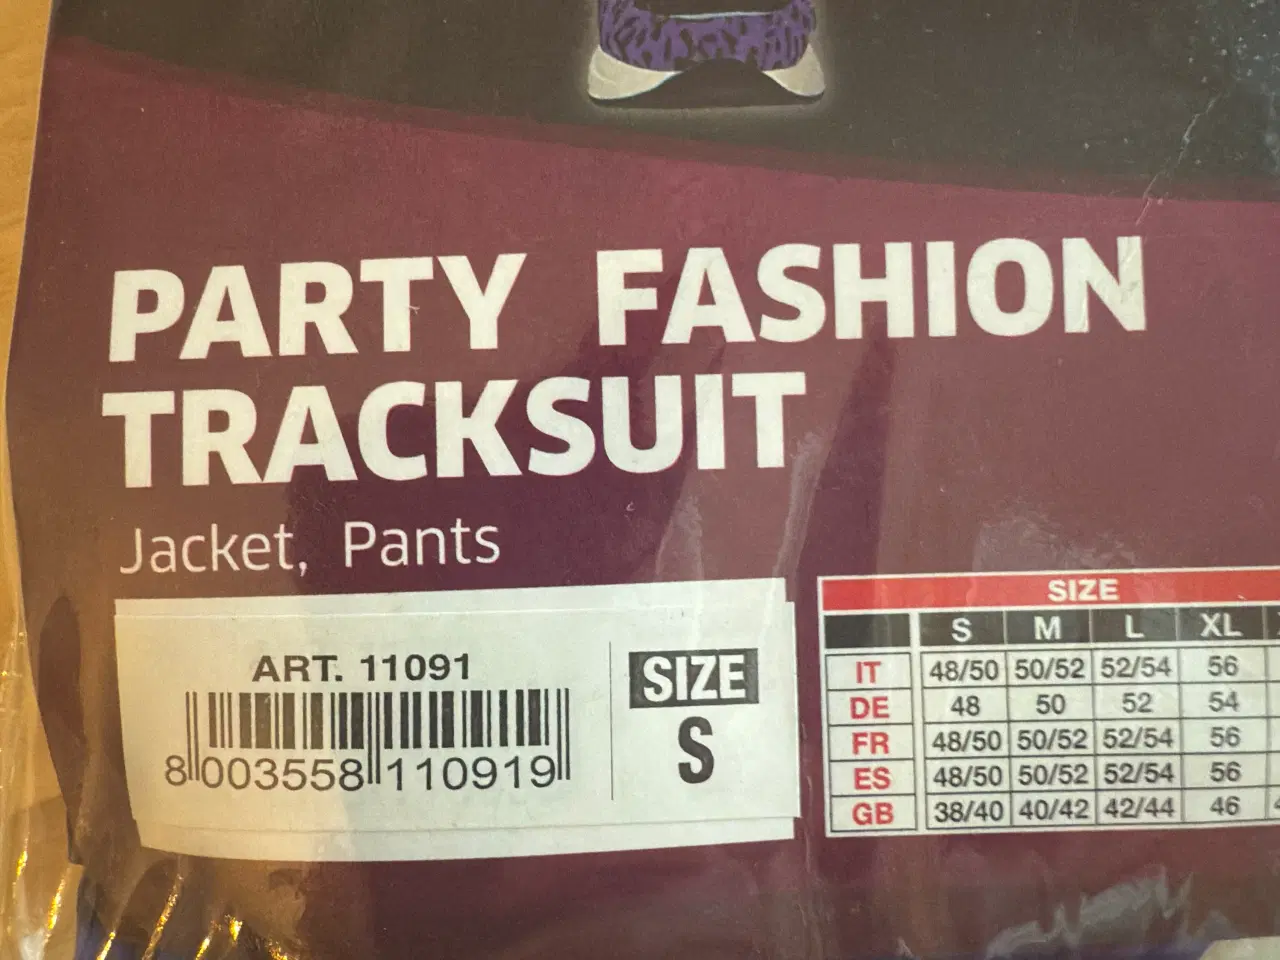 PARTY FASHION
TRACKSUIT
Jacket, Pants
ART. 11091
8 003558 110919
SIZE
S
SIZE
S M L XL
IT 48/50 50/52 52/54 56
DE 48 50 52 54
FR 48/50 50/52 52/54 56
ES 48/50 50/52 52/54 56
GB 38/40 40/42 42/44 46